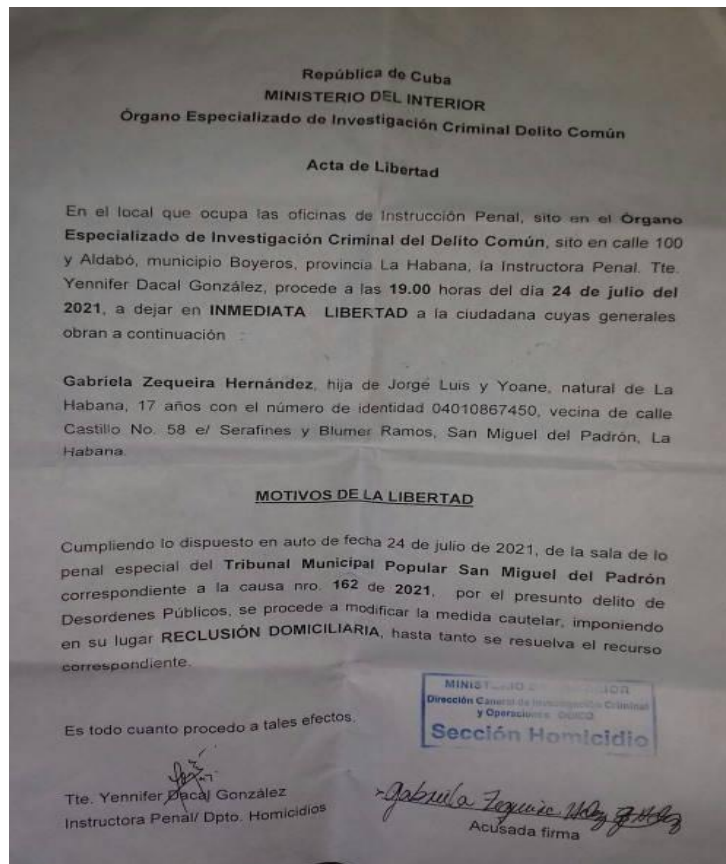 República de Cuba
MINISTERIO DEL INTERIOR
Órgano Especializado de Investigación Criminal Delito Común
Acta de Libertad
En el local que ocupa las oficinas de Instrucción Penal, sito en el Órgano
Especializado de Investigación Criminal del Delito Común, sito en calle 100
y Aldabó, municipio Boyeros, provincia La Habana, la Instructora Penal. Tte.
Yennifer Dacal González, procede a las 19.00 horas del día 24 de julio del
2021, a dejar en INMEDIATA LIBERTAD a la ciudadana cuyas generales
obran a continuación :
Gabriela Zequeira Hernández, hija de Jorge Luis y Yoane, natural de La
Habana, 17 años con el número de identidad 04010867450, vecina de calle
Castillo No. 58 e/ Serafines y Blumer Ramos, San Miguel del Padrón, La
Habana.
MOTIVOS DE LA LIBERTAD
Cumpliendo lo dispuesto en auto de fecha 24 de julio de 2021, de la sala de lo
penal especial del Tribunal Municipal Popular San Miguel del Padrón
correspondiente a la causa nro. 162 de 2021, por el presunto delito de
Desordenes Públicos, se procede a modificar la medida cautelar, imponiendo
en su lugar RECLUSIÓN DOMICILIARIA, hasta tanto se resuelva el recurso
correspondiente.
Es todo cuanto procedo a tales efectos.
Dirección General de Investigación Criminal
y Operaciones
Sección Homicidio
Tte. Yennifer Dacal González
Instructora Penal/ Dpto. Homicidios
Gabriela Zequeira
Acusada firma